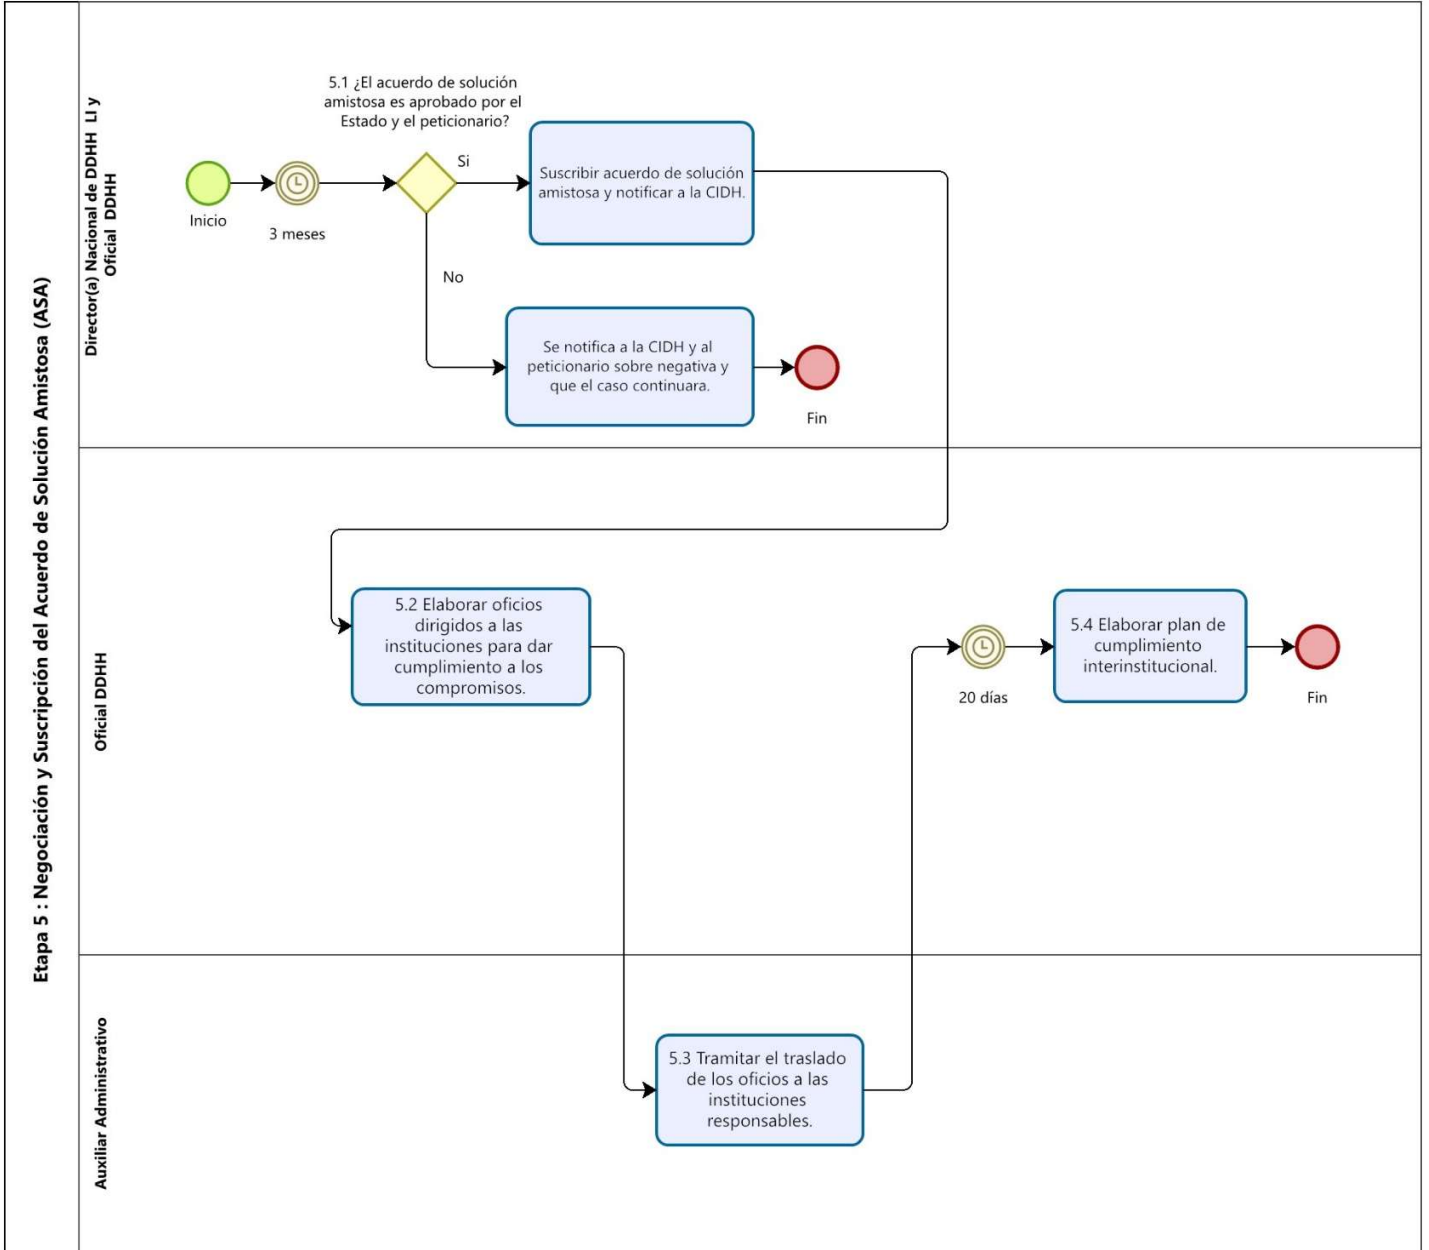 Etapa 5 : Negociación y Suscripción del Acuerdo de Solución Amistosa (ASA)
Director(a) Nacional de DDHH LI y
Oficial DDHH
5.1 ¿El acuerdo de solución
amistosa es aprobado por el
Estado y el peticionario?
Inicio
3 meses
Si
Suscribir acuerdo de solución
amistosa y notificar a la CIDH.
No
Se notifica a la CIDH y al
peticionario sobre negativa y
que el caso continuara.
Fin
Oficial DDHH
5.2 Elaborar oficios
dirigidos a las
instituciones para dar
cumplimiento a los
compromisos.
20 días
5.4 Elaborar plan de
cumplimiento
interinstitucional.
Fin
Auxiliar Administrativo
5.3 Tramitar el traslado
de los oficios a las
instituciones
responsables.